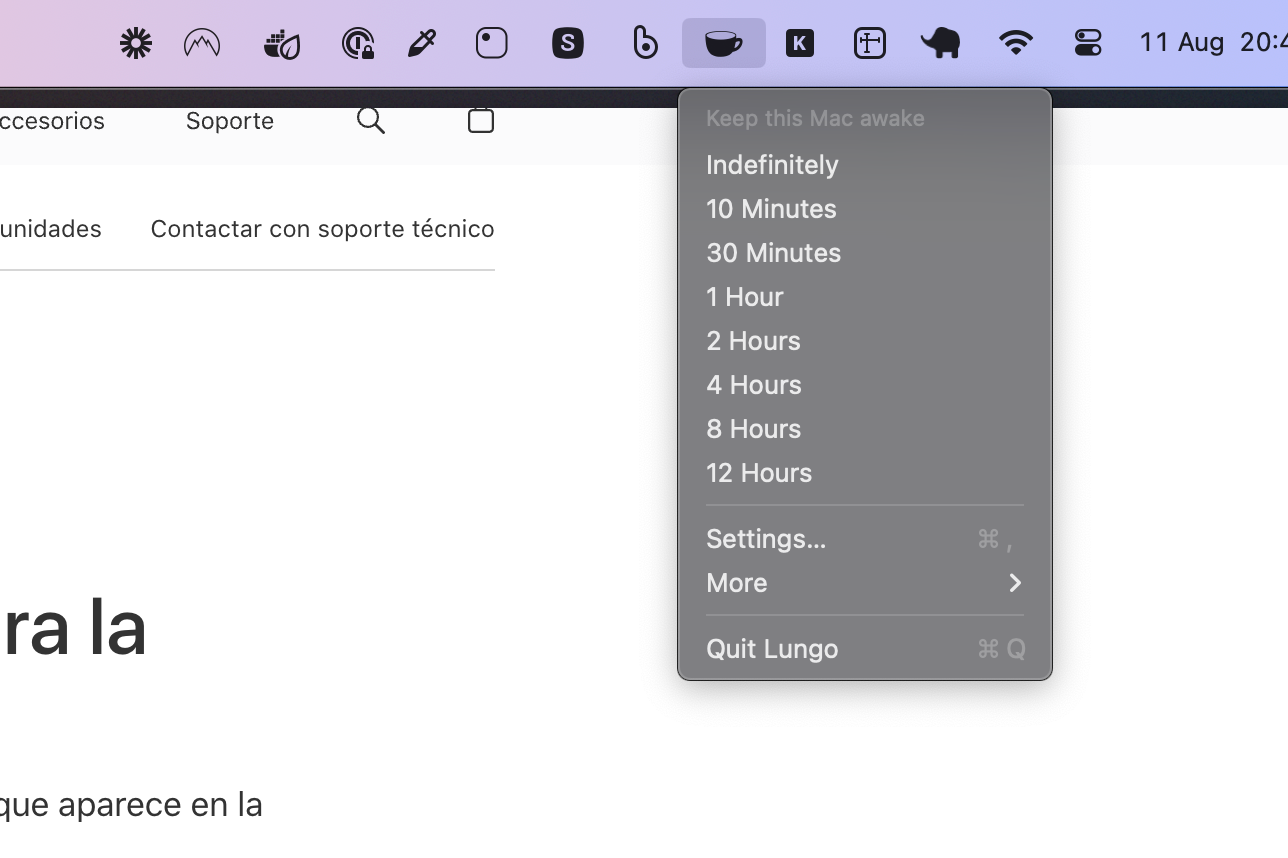 S
K
11 Aug 20:4
ccesorios
Soporte
unidades
Contactar con soporte técnico
ra la
que aparece en la
Keep this Mac awake
Indefinitely
10 Minutes
30 Minutes
1 Hour
2 Hours
4 Hours
8 Hours
12 Hours
Settings... ⌘ ,
More
Quit Lungo ⌘ Q